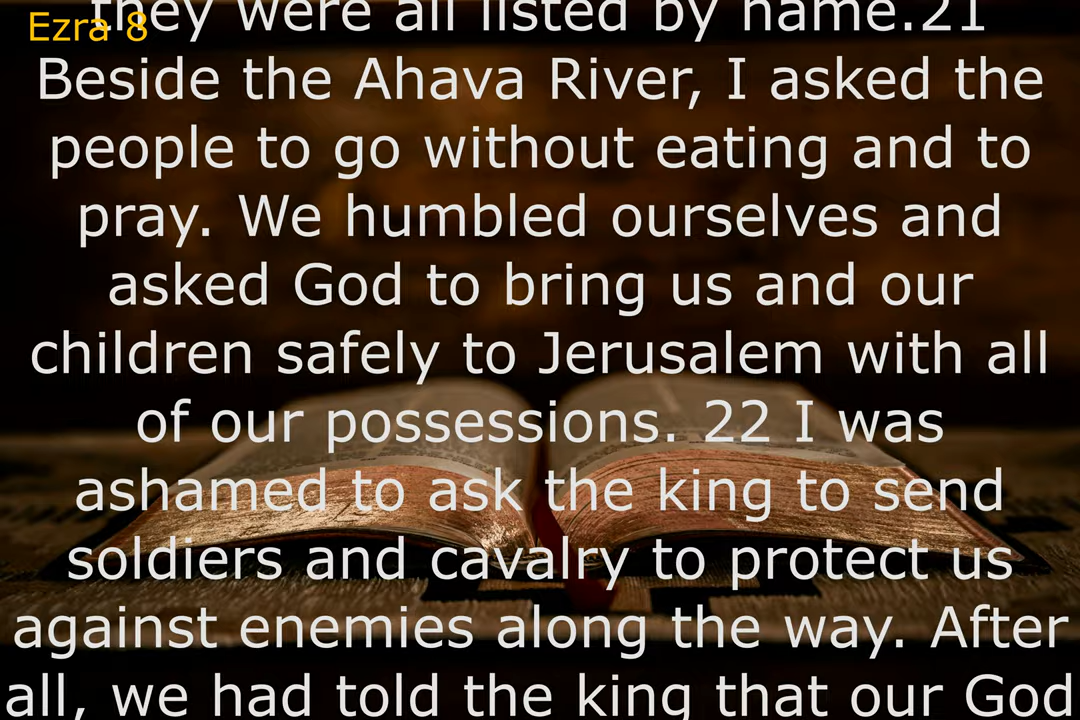 they were all listed by name.21
Ezra 8
Beside the Ahava River, I asked the
people to go without eating and to
pray. We humbled ourselves and
asked God to bring us and our
children safely to Jerusalem with all
of our possessions. 22 I was
ashamed to ask the king to send
soldiers and cavalry to protect us
against enemies along the way. After
all, we had told the king that our God